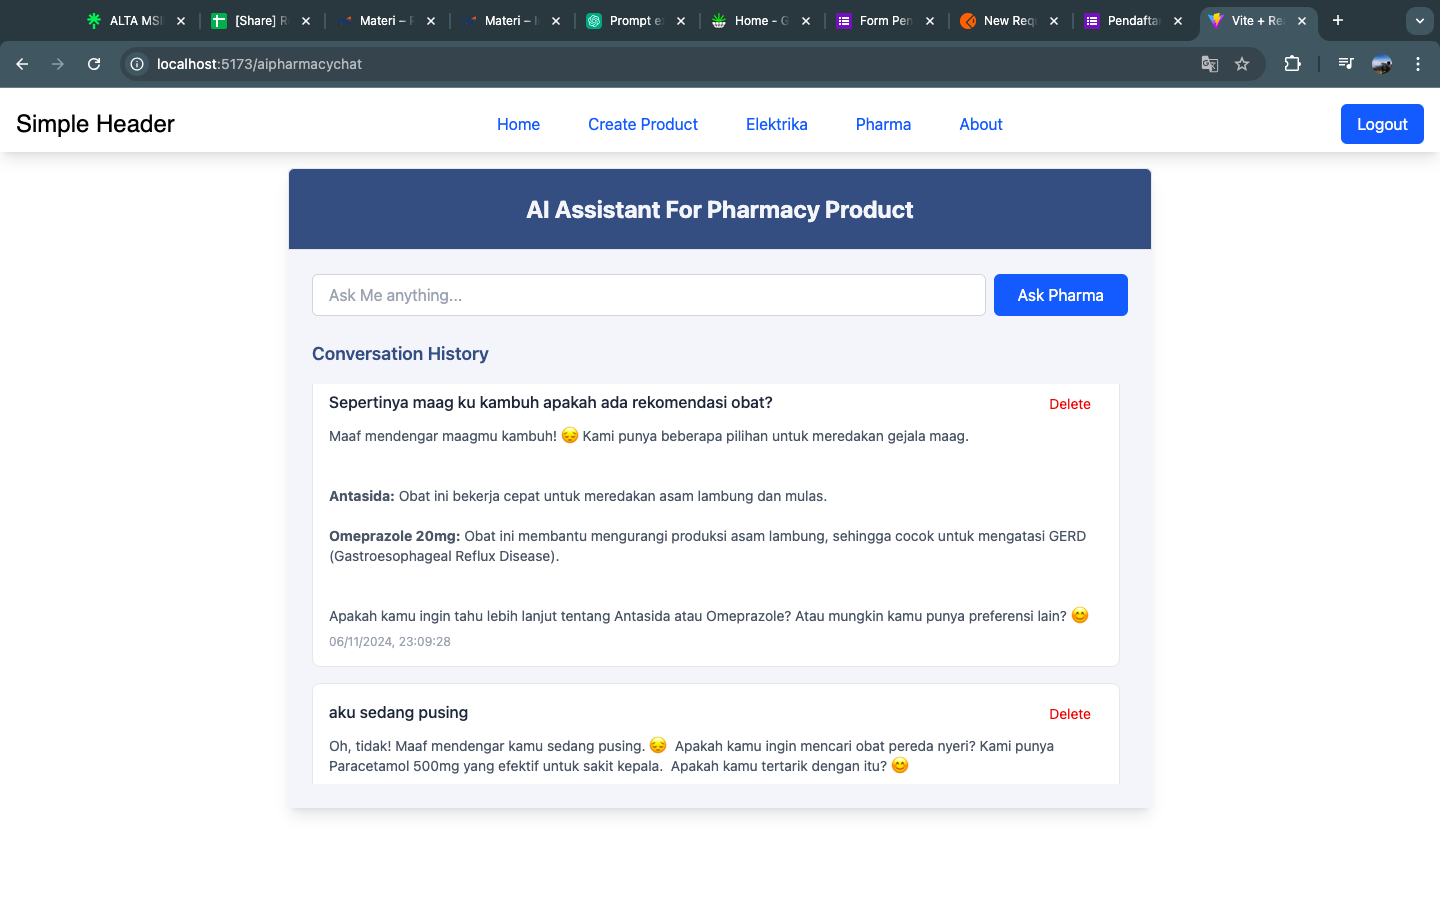 ALTA MS
[Share] R
Materi –
Materi –
Prompt e
Home - G
Form Pen
New Req
Pendafta
Vite + Re
localhost:5173/aipharmacychat
Simple Header
Home
Create Product
Elektrika
Pharma
About
Logout
AI Assistant For Pharmacy Product
Ask Me anything...
Ask Pharma
Conversation History
Sepertinya maag ku kambuh apakah ada rekomendasi obat?
Delete
Maaf mendengar maagmu kambuh! 😔 Kami punya beberapa pilihan untuk meredakan gejala maag.
Antasida: Obat ini bekerja cepat untuk meredakan asam lambung dan mulas.
Omeprazole 20mg: Obat ini membantu mengurangi produksi asam lambung, sehingga cocok untuk mengatasi GERD
(Gastroesophageal Reflux Disease).
Apakah kamu ingin tahu lebih lanjut tentang Antasida atau Omeprazole? Atau mungkin kamu punya preferensi lain? 😊
06/11/2024, 23:09:28
aku sedang pusing
Delete
Oh, tidak! Maaf mendengar kamu sedang pusing. 😔 Apakah kamu ingin mencari obat pereda nyeri? Kami punya
Paracetamol 500mg yang efektif untuk sakit kepala. Apakah kamu tertarik dengan itu? 😊